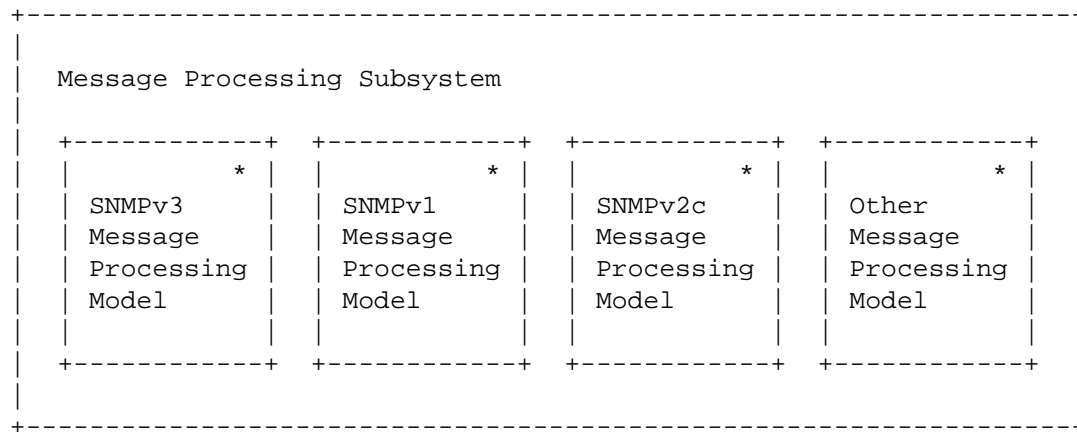 Message Processing Subsystem
* * * *
SNMPv3 SNMPv1 SNMPv2c Other
Message Message Message Message
Processing Processing Processing Processing
Model Model Model Model